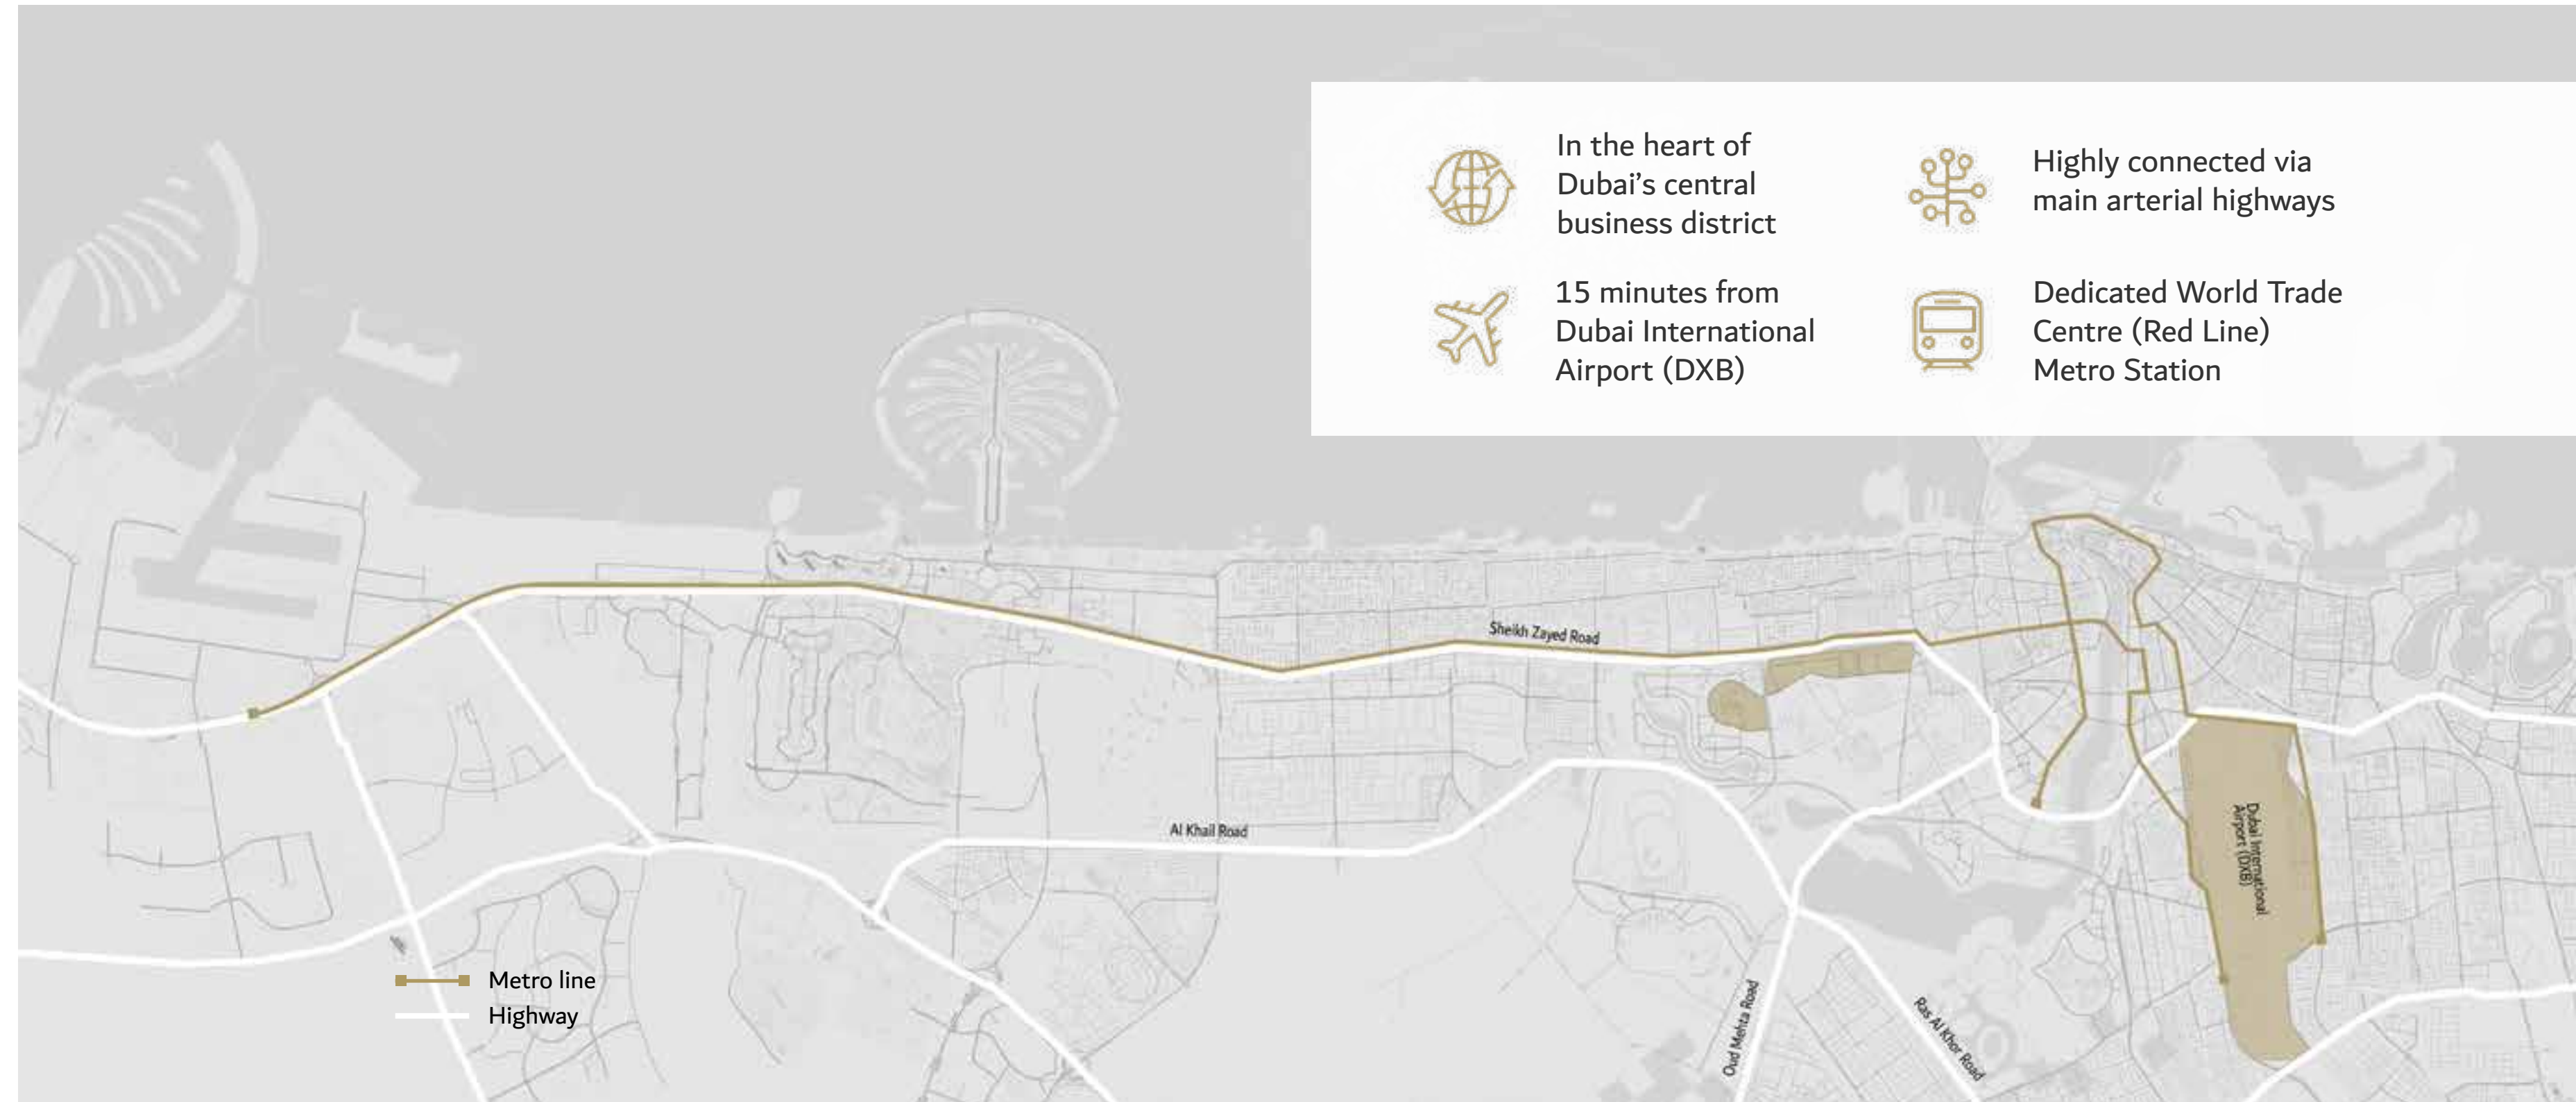 In the heart of
Dubai’s central
business district
Highly connected via
main arterial highways
15 minutes from
Dubai International
Airport (DXB)
Dedicated World Trade
Centre (Red Line)
Metro Station
Sheikh Zayed Road
Al Khail Road
Dubai International
Airport (DXB)
Metro line
Highway
Oud Mehta Road
Ras Al Khor Road